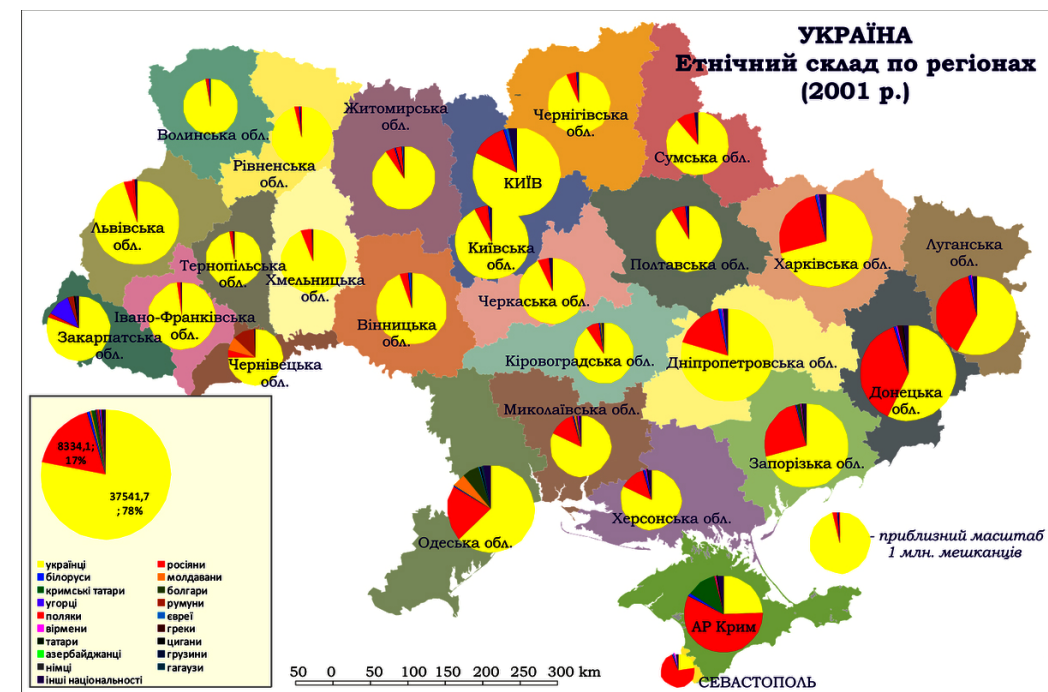 УКРАЇНА
Етнічний склад по регіонах
(2001 р.)
Волинська обл.
Рівненська
обл.
Житомирська
обл.
Чернігівська
обл.
Сумська обл.
КИЇВ
Київська
обл.
Львівська
обл.
Тернопільська
обл.
Хмельницька
обл.
Полтавська обл.
Харківська
обл.
Луганська
обл.
Закарпатська
обл.
Івано-Франківська
обл.
Чернівецька
обл.
Вінницька
обл.
Черкаська
обл.
Кіровоградська обл.
Дніпропетровська обл.
Донецька
обл.
Миколаївська обл.
Запорізька обл.
Херсонська обл.
Одеська обл.
АР Крим
СЕВАСТОПОЛЬ
- приблизний масштаб
1 млн. мешканців
8334,1;
17%
37541,7
; 78%
українці
росіяни
білоруси
молдавани
кримські татари
болгари
угорці
румуни
поляки
євреї
вірмени
греки
татари
цигани
азербайджанці
грузини
німці
гагаузи
інші національності
50 0 50 100 150 200 250 300 km